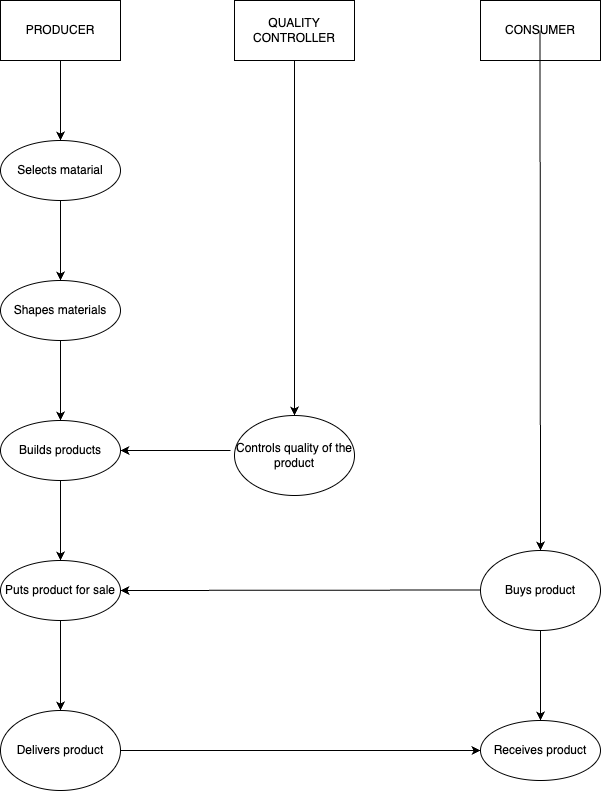 PRODUCER
QUALITY
CONTROLLER
CONSUMER
Selects matarial
Shapes materials
Builds products
Controls quality of the
product
Puts product for sale
Buys product
Delivers product
Receives product